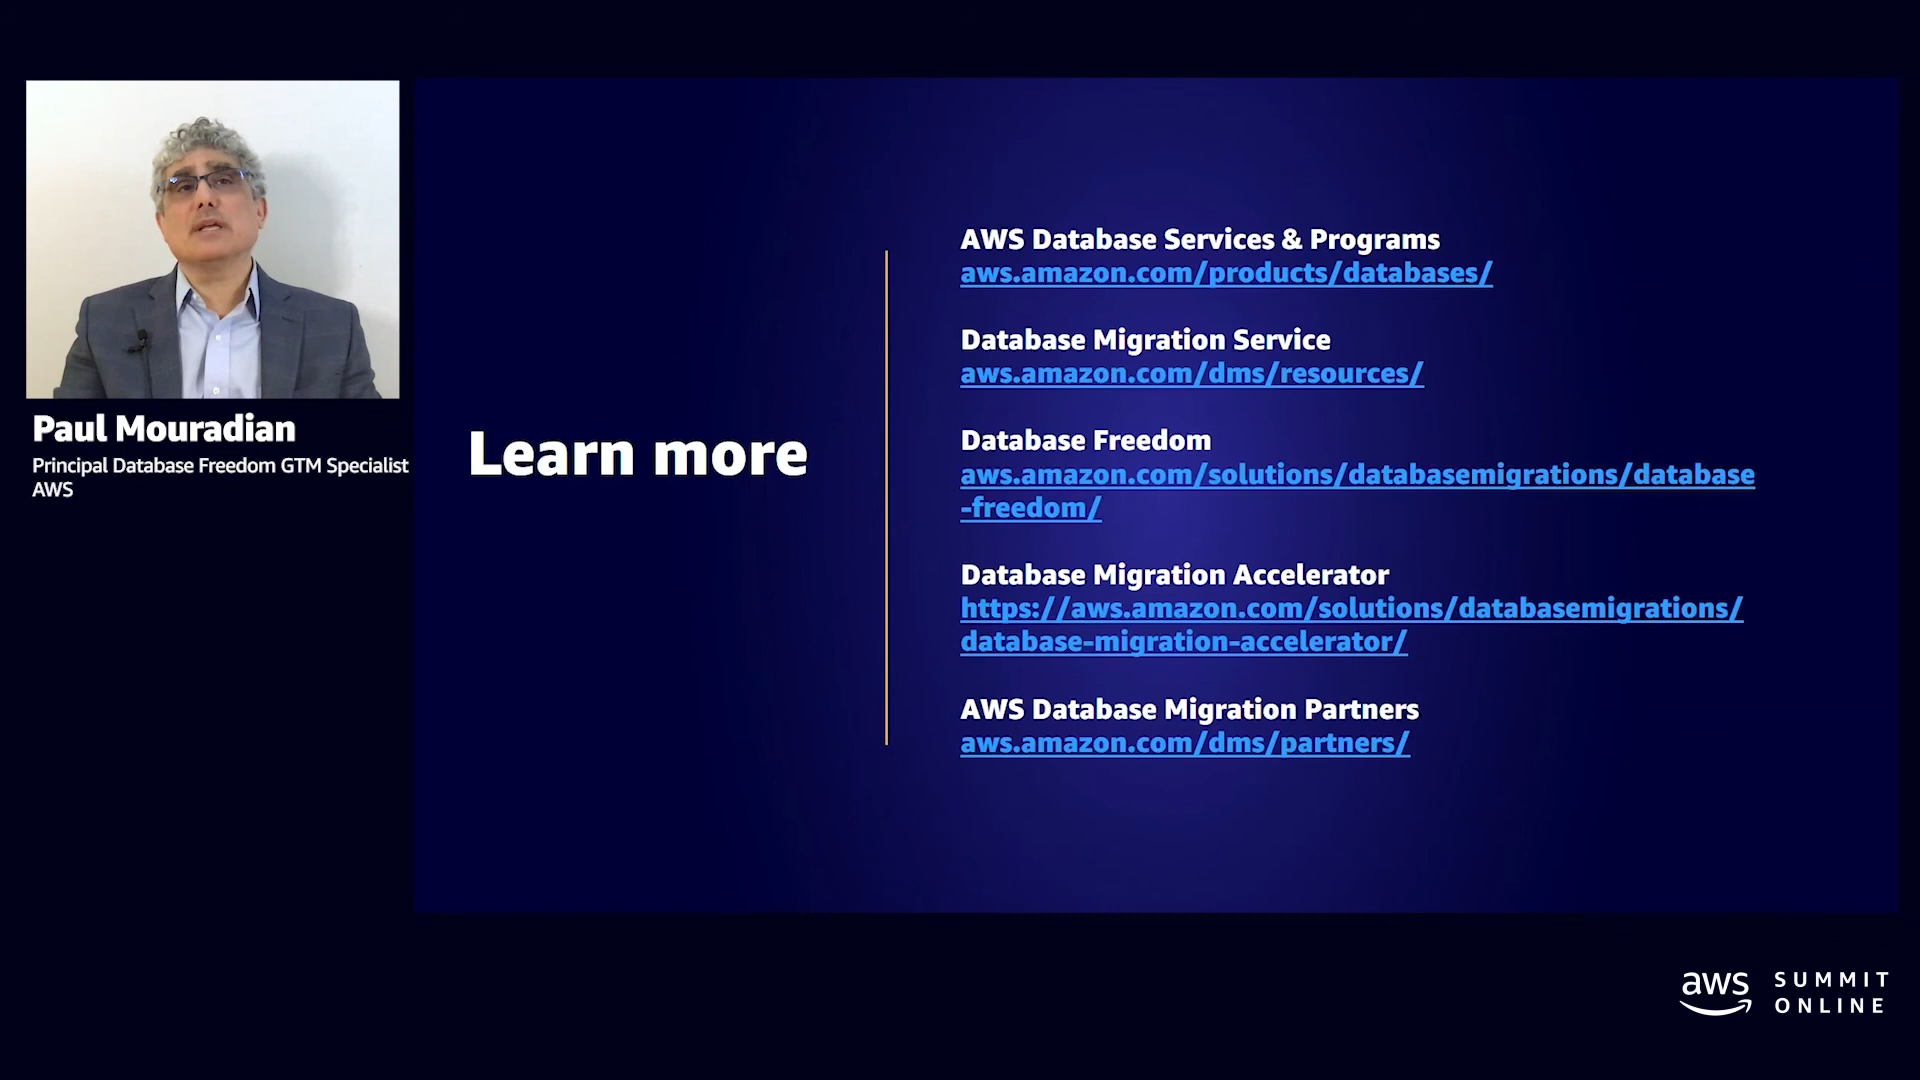 Paul Mouradian
Principal Database Freedom GTM Specialist
AWS
Learn more
AWS Database Services & Programs
aws.amazon.com/products/databases/
Database Migration Service
aws.amazon.com/dms/resources/
Database Freedom
aws.amazon.com/solutions/databasemigrations/database
-freedom/
Database Migration Accelerator
https://aws.amazon.com/solutions/databasemigrations/
database-migration-accelerator/
AWS Database Migration Partners
aws.amazon.com/dms/partners/
aws SUMMIT
ONLINE